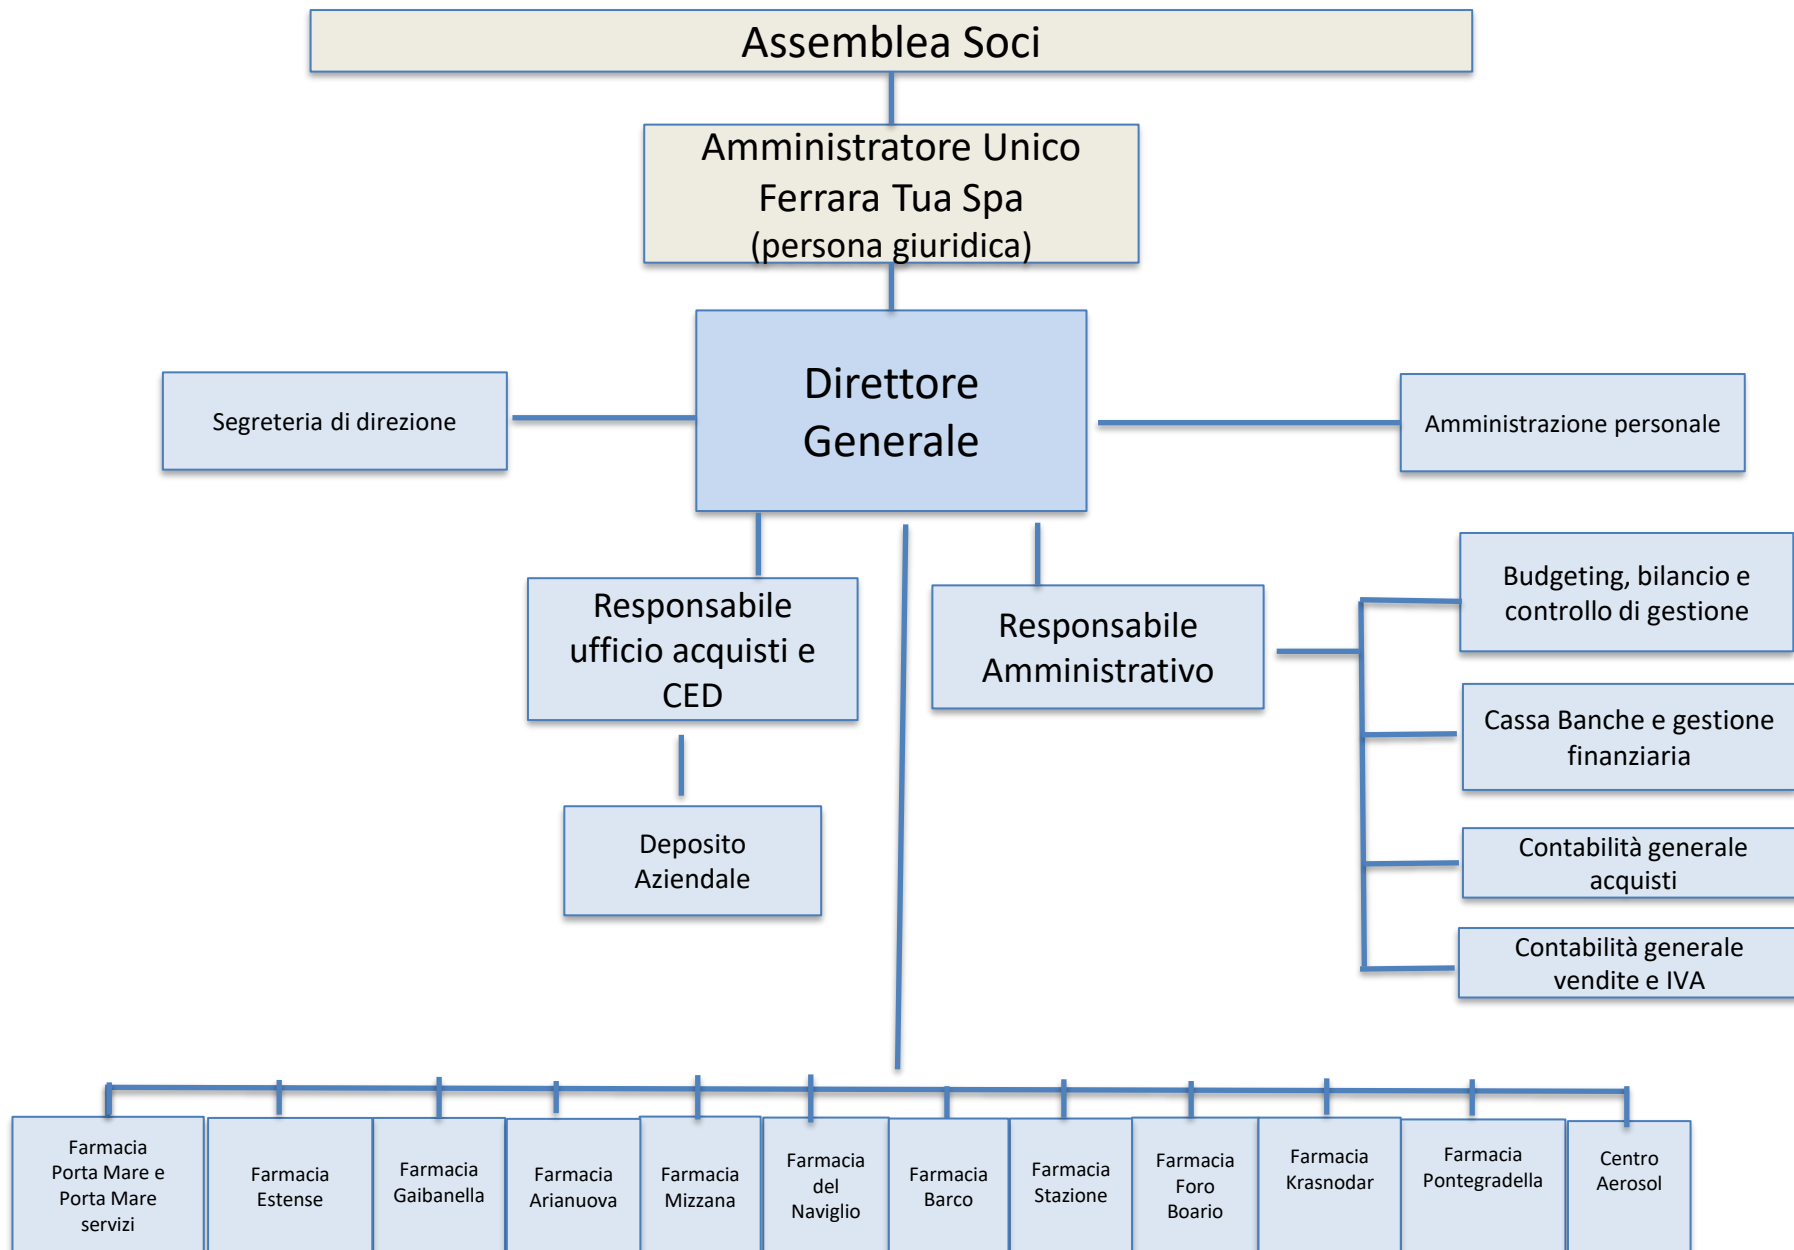 Assemblea Soci
Amministratore Unico
Ferrara Tua Spa
(persona giuridica)
Direttore
Generale
Segreteria di direzione
Amministrazione personale
Responsabile
ufficio acquisti e
CED
Responsabile
Amministrativo
Budgeting, bilancio e
controllo di gestione
Cassa Banche e gestione
finanziaria
Deposito
Aziendale
Contabilità generale
acquisti
Contabilità generale
vendite e IVA
Farmacia
Porta Mare e
Porta Mare
servizi
Farmacia
Estense
Farmacia
Gaibanella
Farmacia
Arianuova
Farmacia
Mizzana
Farmacia
del
Naviglio
Farmacia
Barco
Farmacia
Stazione
Farmacia
Foro
Boario
Farmacia
Krasnodar
Farmacia
Pontegradella
Centro
Aerosol